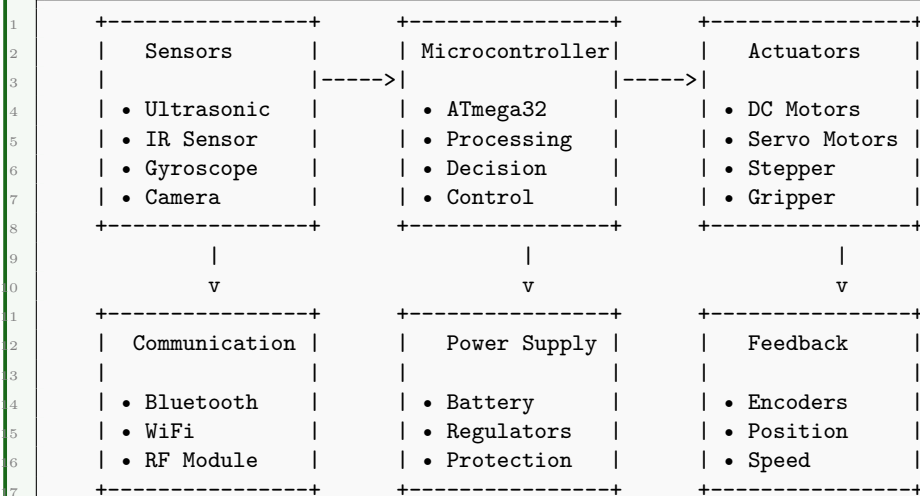 1     +----------------+      +----------------+      +----------------+
2     |   Sensors      |      | Microcontroller|      |   Actuators    |
3     |                |----->|                |----->|                |
4     | • Ultrasonic   |      | • ATmega32     |      | • DC Motors    |
5     | • IR Sensor    |      | • Processing   |      | • Servo Motors |
6     | • Gyroscope    |      | • Decision     |      | • Stepper      |
7     | • Camera       |      | • Control      |      | • Gripper      |
8     +----------------+      +----------------+      +----------------+
9              |                        |                        |
10             v                        v                        v
11    +----------------+      +----------------+      +----------------+
12    |  Communication |      |   Power Supply |      |   Feedback     |
13    |                |      |                |      |                |
14    | • Bluetooth    |      | • Battery      |      | • Encoders     |
15    | • WiFi         |      | • Regulators   |      | • Position     |
16    | • RF Module    |      | • Protection   |      | • Speed        |
17    +----------------+      +----------------+      +----------------+